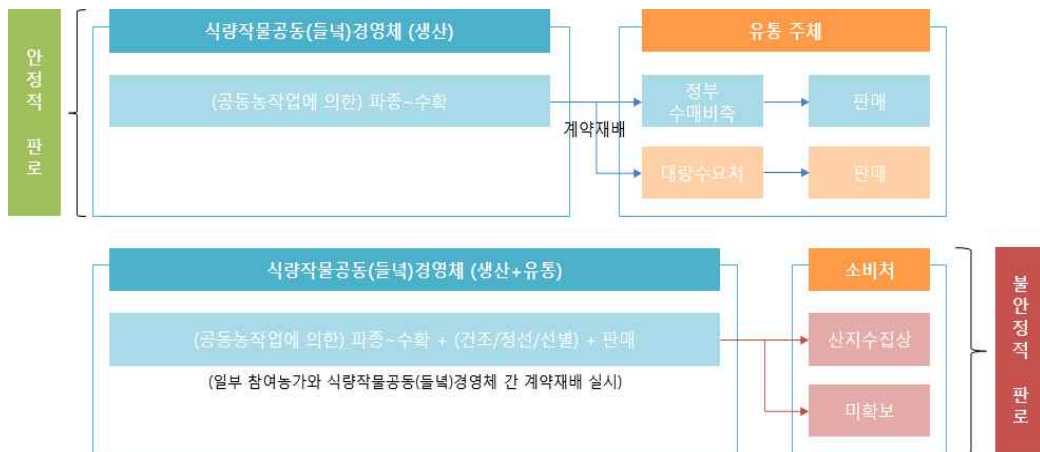 안정적 판로
식량작물공동(들녘)경영체 (생산)
유통 주체
(공동농작업에 의한) 파종~수확
계약재배
정부
수매비축
판매
대량수요처
판매
식량작물공동(들녘)경영체 (생산+유통)
소비처
(공동농작업에 의한) 파종~수확 + (건조/정선/선별) + 판매
(일부 참여농가와 식량작물공동(들녘)경영체 간 계약재배 실시)
산지수집상
미확보
불안정적 판로